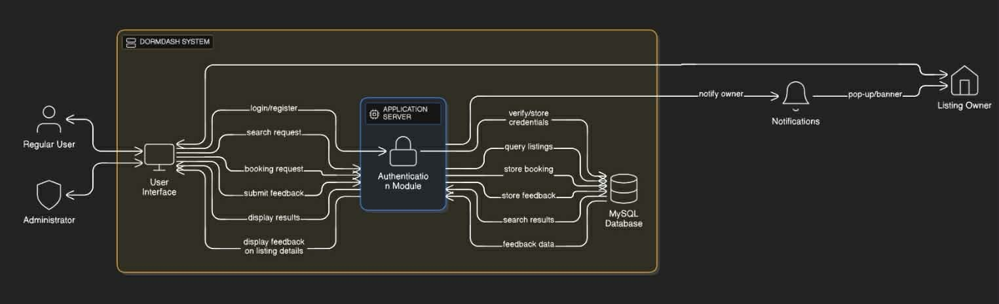 DORMDASH SYSTEM
Regular User
Administrator
User
Interface
login/register
search request
booking request
submit feedback
display results
display feedback
on listing details
APPLICATION
SERVER
Authenticatio
n Module
verify/store
credentials
query listings
store booking
store feedback
search results
feedback data
MySQL
Database
notify owner
Notifications
pop-up/banner
Listing Owner